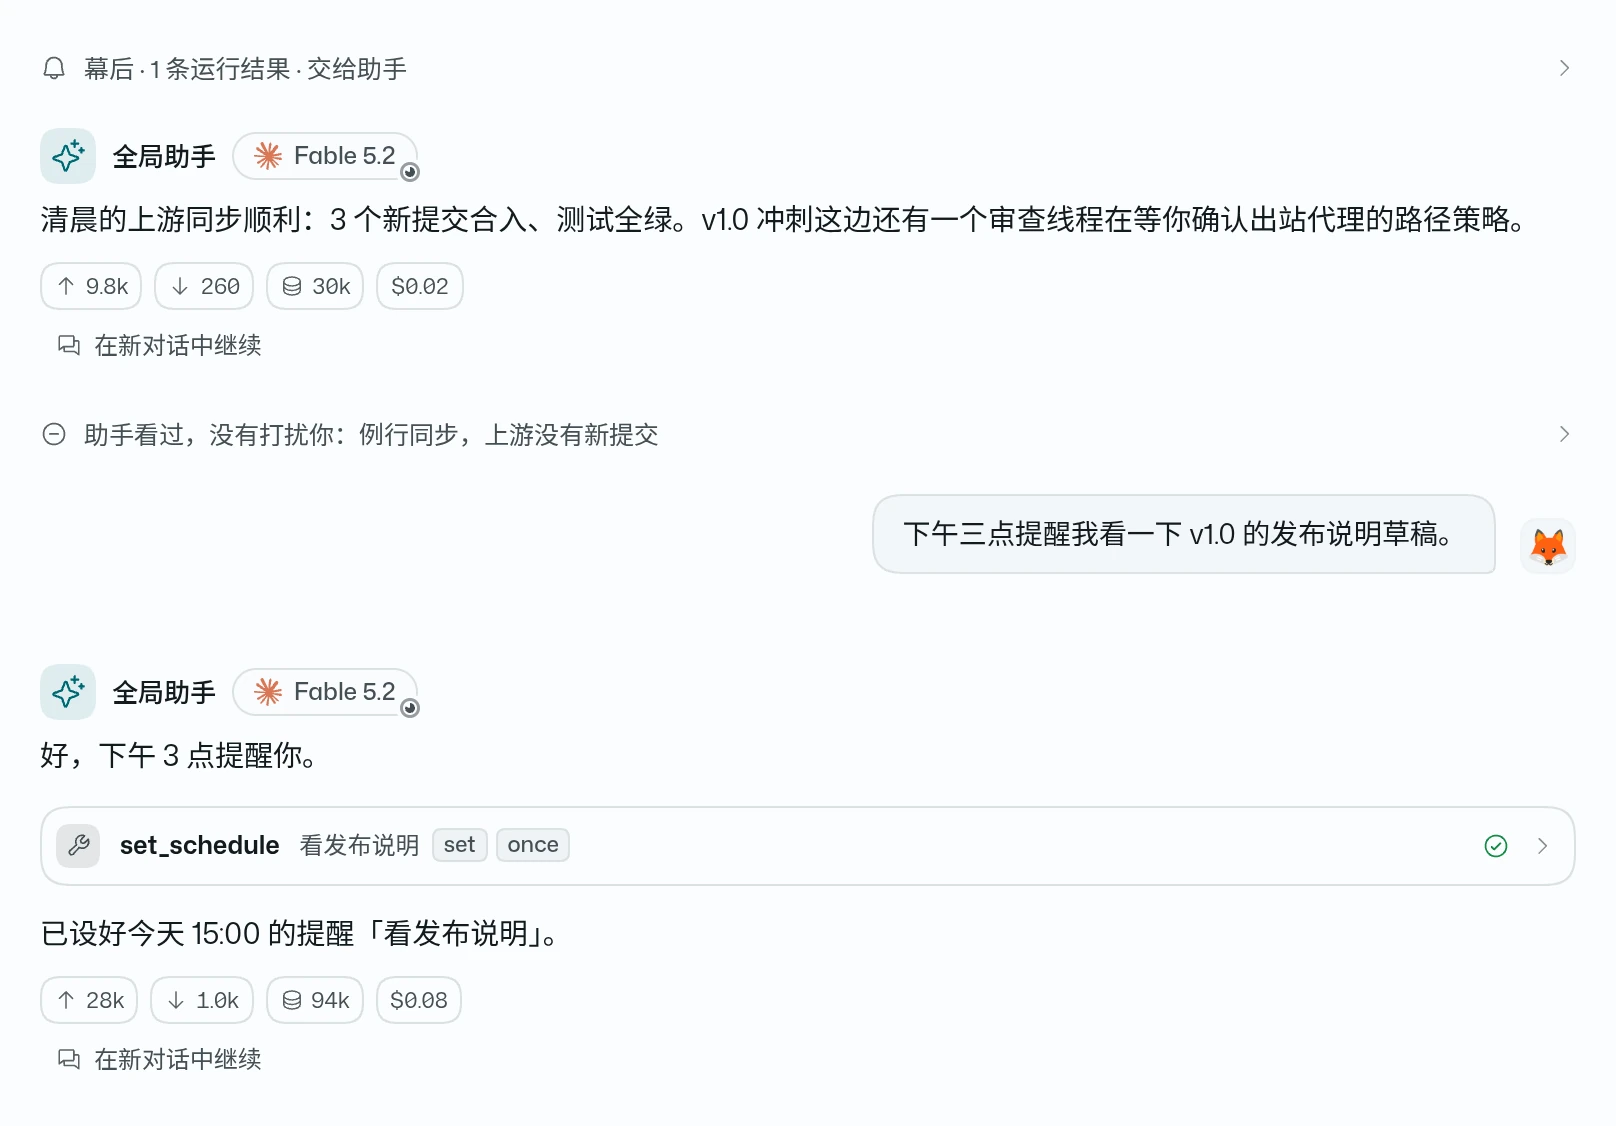 幕后 · 1 条运行结果 · 交给助手
全局助手 Fable 5.2
清晨的上游同步顺利：3 个新提交合入、测试全绿。v1.0 冲刺这边还有一个审查线程在等你确认出站代理的路径策略。
↑ 9.8k ↓ 260 30k $0.02
在新对话中继续
助手看过，没有打扰你：例行同步，上游没有新提交
下午三点提醒我看一下 v1.0 的发布说明草稿。
全局助手 Fable 5.2
好，下午 3 点提醒你。
set_schedule 看发布说明 set once
已设好今天 15:00 的提醒「看发布说明」。
↑ 28k ↓ 1.0k 94k $0.08
在新对话中继续